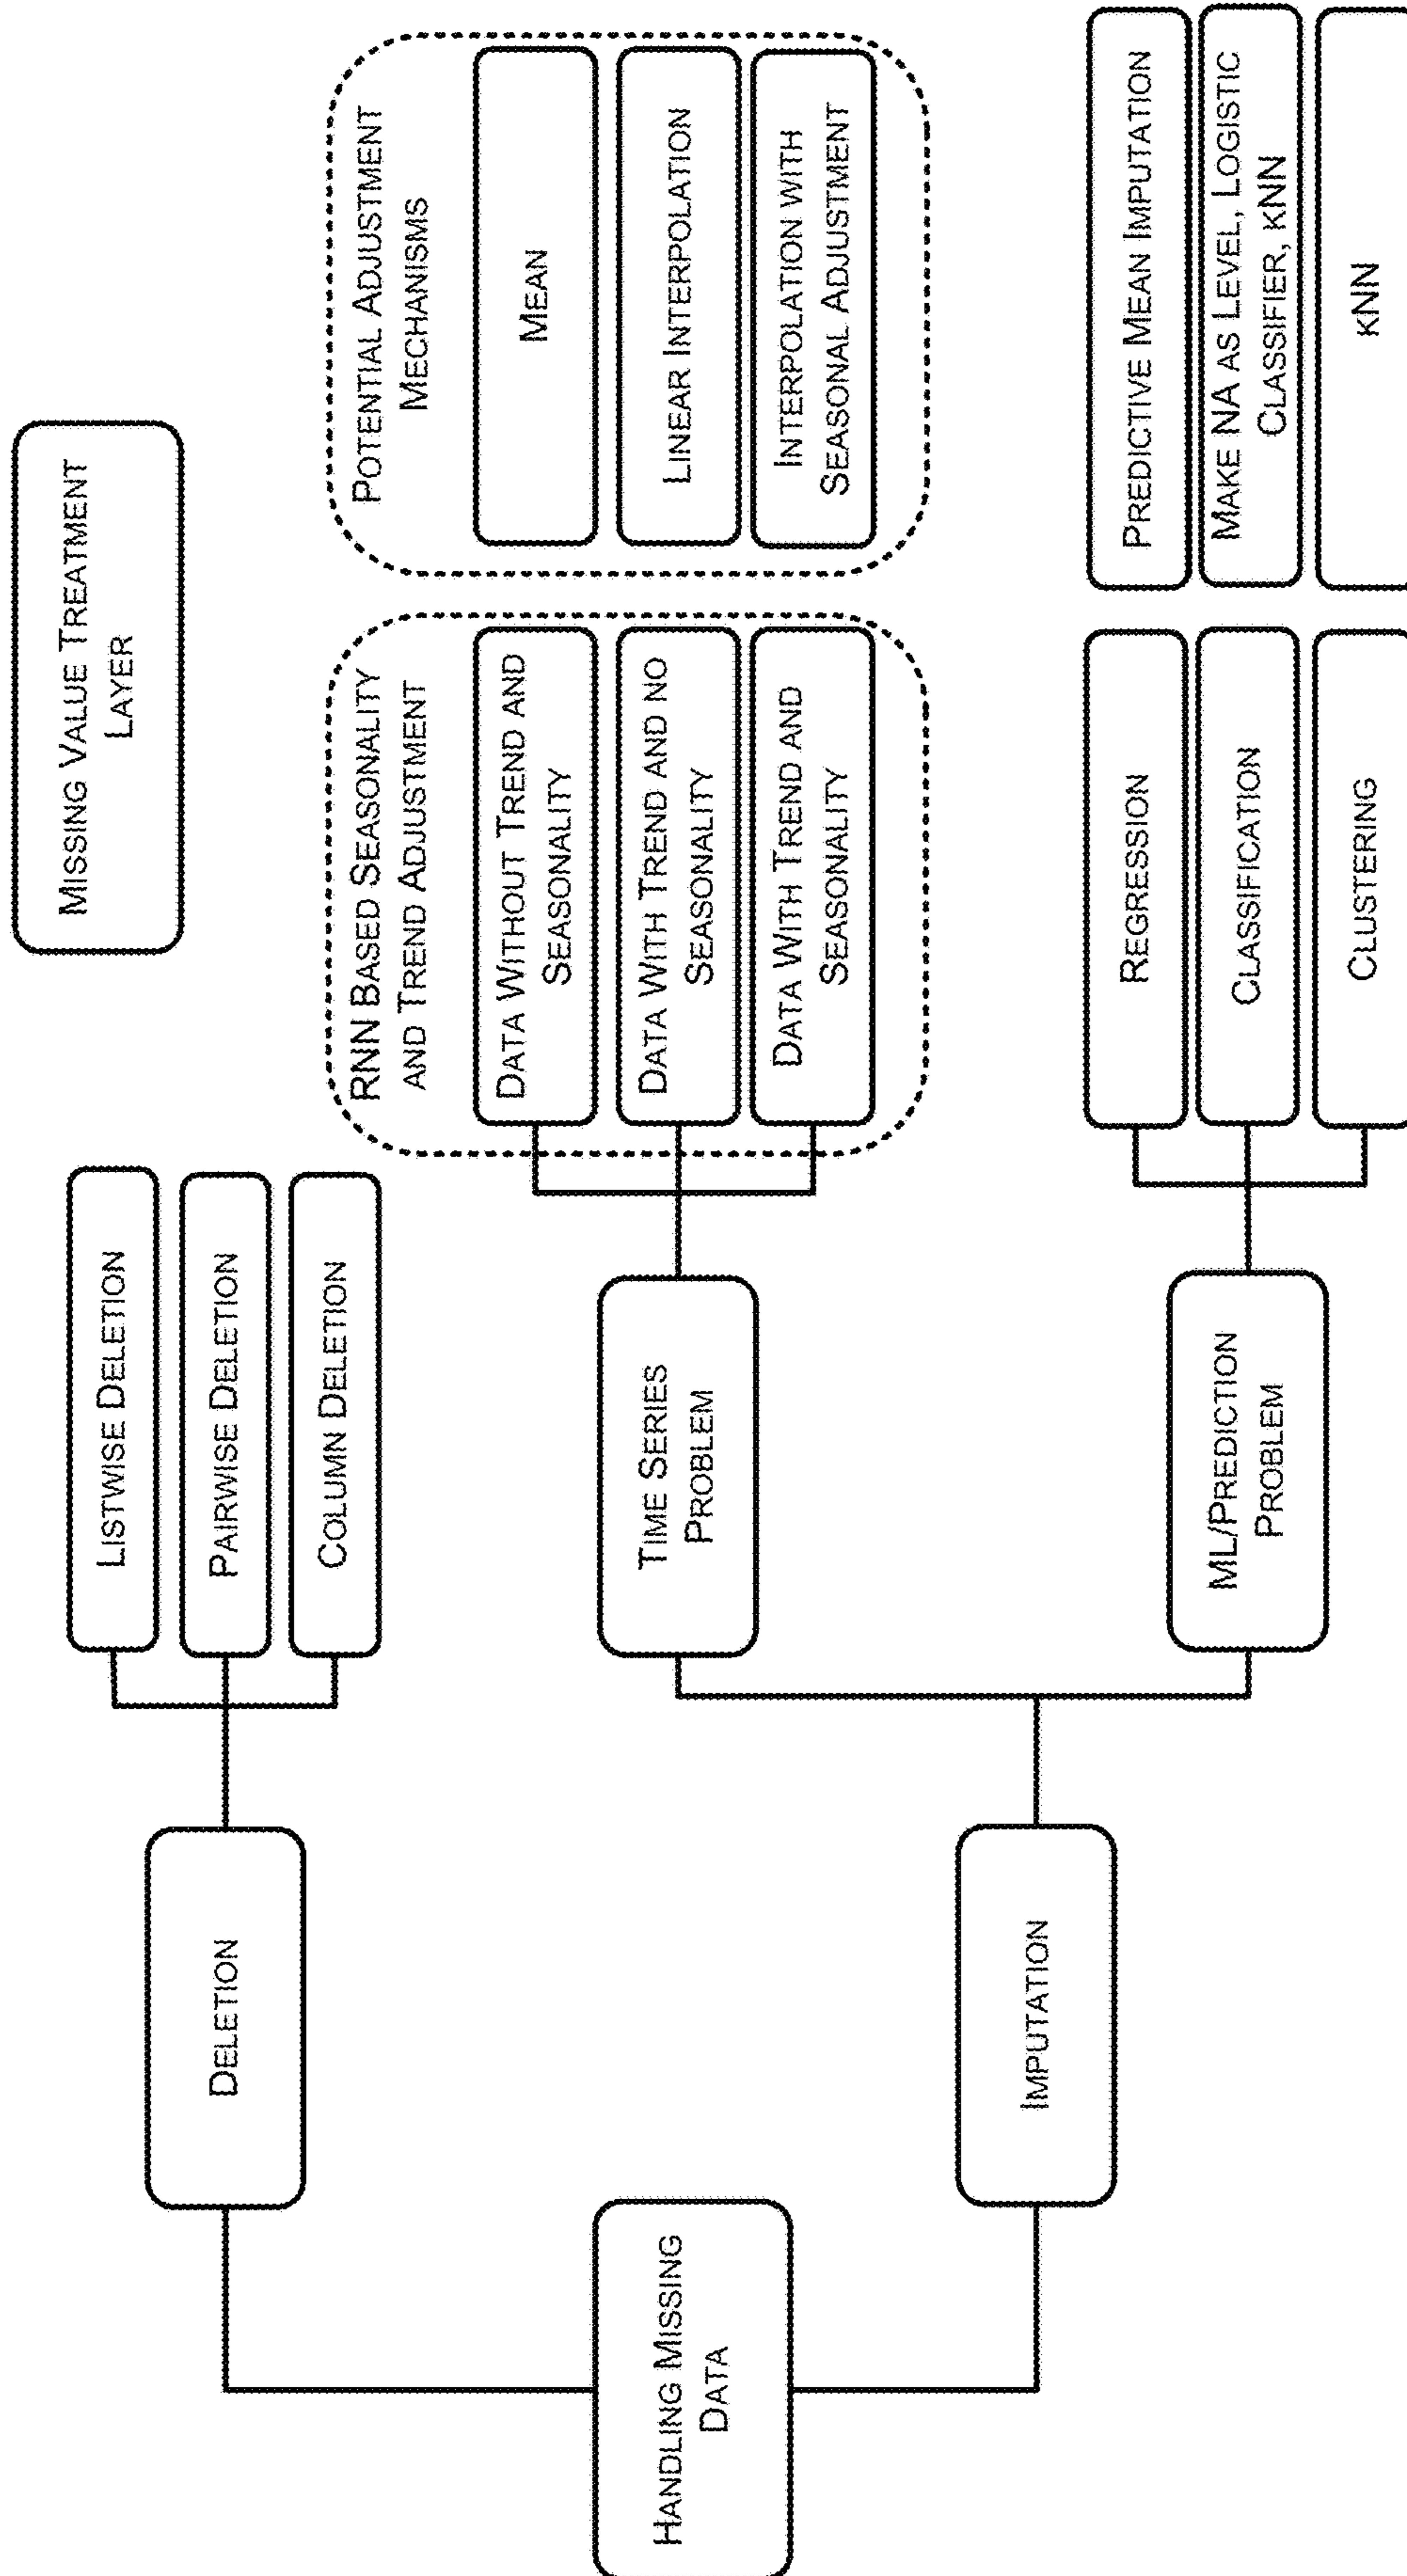 MISSING VALUE TREATMENT
LAYER
HANDLING MISSING
DATA
DELETION
LISTWISE DELETION
PAIRWISE DELETION
COLUMN DELETION
IMPUTATION
TIME SERIES
PROBLEM
RNN BASED SEASONALITY
AND TREND ADJUSTMENT
DATA WITHOUT TREND AND
SEASONALITY
DATA WITH TREND AND NO
SEASONALITY
DATA WITH TREND AND
SEASONALITY
POTENTIAL ADJUSTMENT
MECHANISMS
MEAN
LINEAR INTERPOLATION
INTERPOLATION WITH
SEASONAL ADJUSTMENT
ML/PREDICTION
PROBLEM
REGRESSION
CLASSIFICATION
CLUSTERING
PREDICTIVE MEAN IMPUTATION
MAKE NA AS LEVEL, LOGISTIC
CLASSIFIER, KNN
KNN